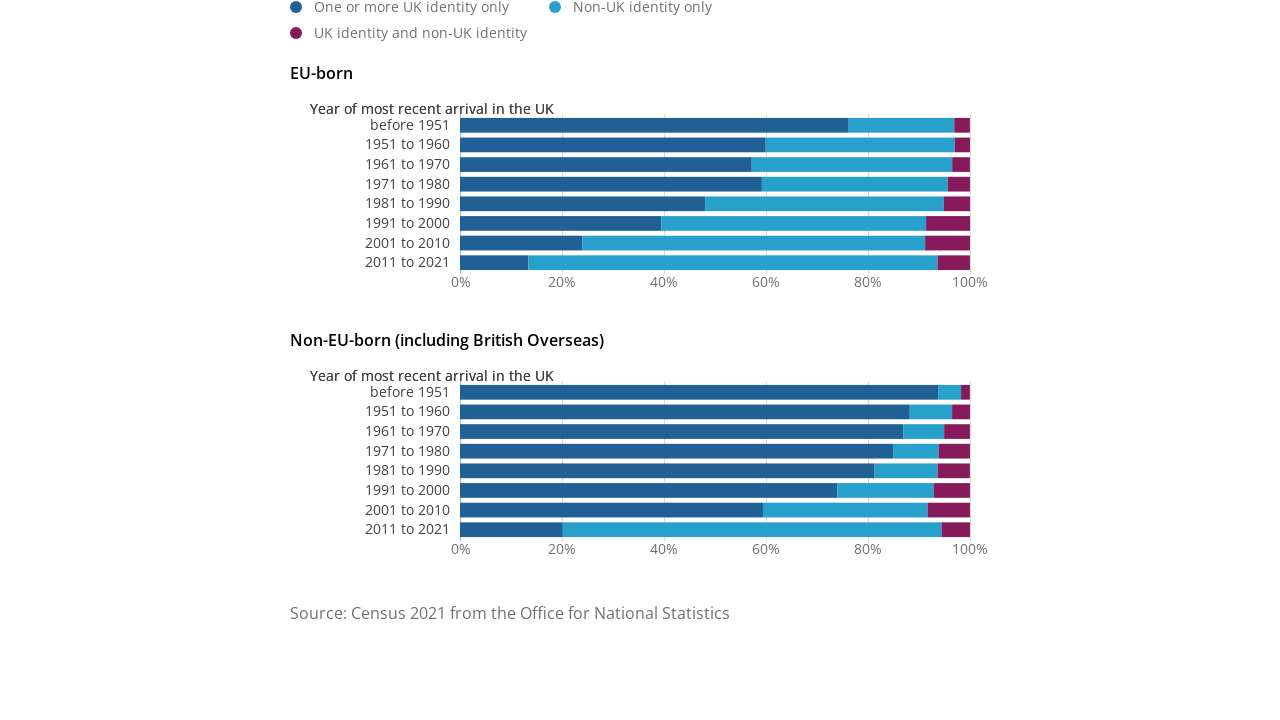 One or more UK identity only
Non-UK identity only
UK identity and non-UK identity
EU-born
Year of most recent arrival in the UK
before 1951
1951 to 1960
1961 to 1970
1971 to 1980
1981 to 1990
1991 to 2000
2001 to 2010
2011 to 2021
0% 20% 40% 60% 80% 100%
Non-EU-born (including British Overseas)
Year of most recent arrival in the UK
before 1951
1951 to 1960
1961 to 1970
1971 to 1980
1981 to 1990
1991 to 2000
2001 to 2010
2011 to 2021
0% 20% 40% 60% 80% 100%
Source: Census 2021 from the Office for National Statistics